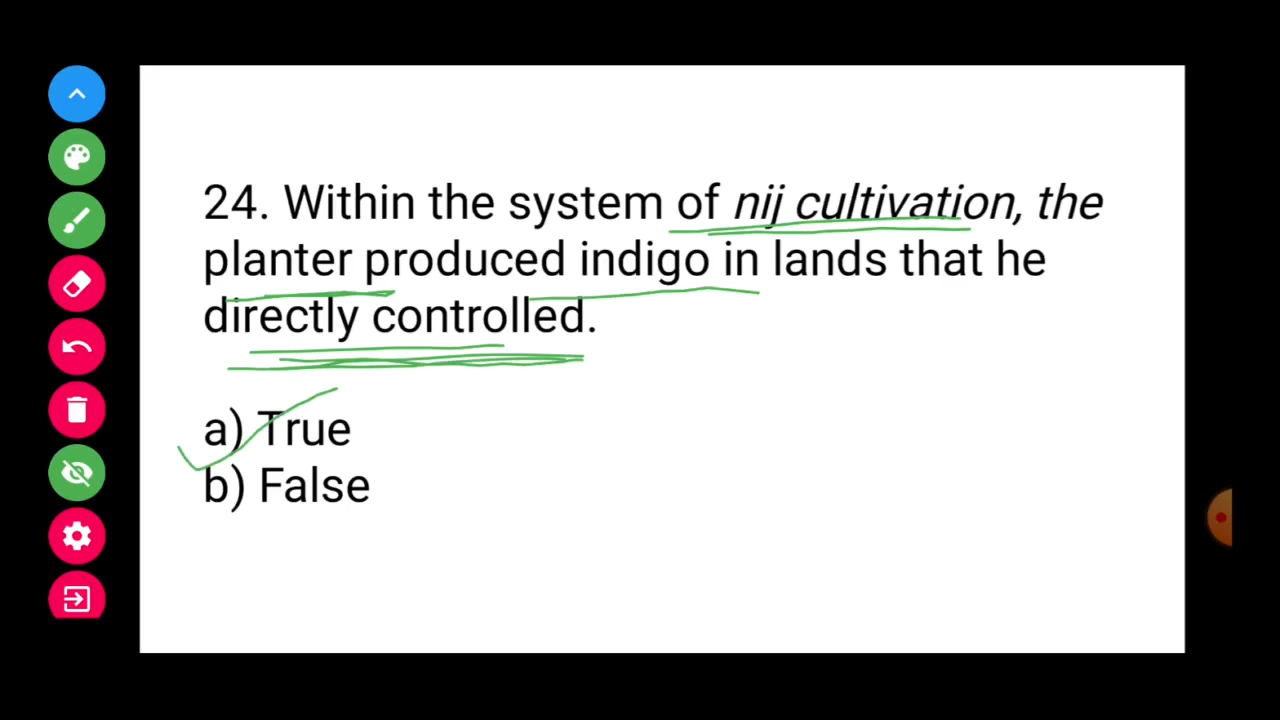 24. Within the system of nij cultivation, the
planter produced indigo in lands that he
directly controlled.
a) True
b) False